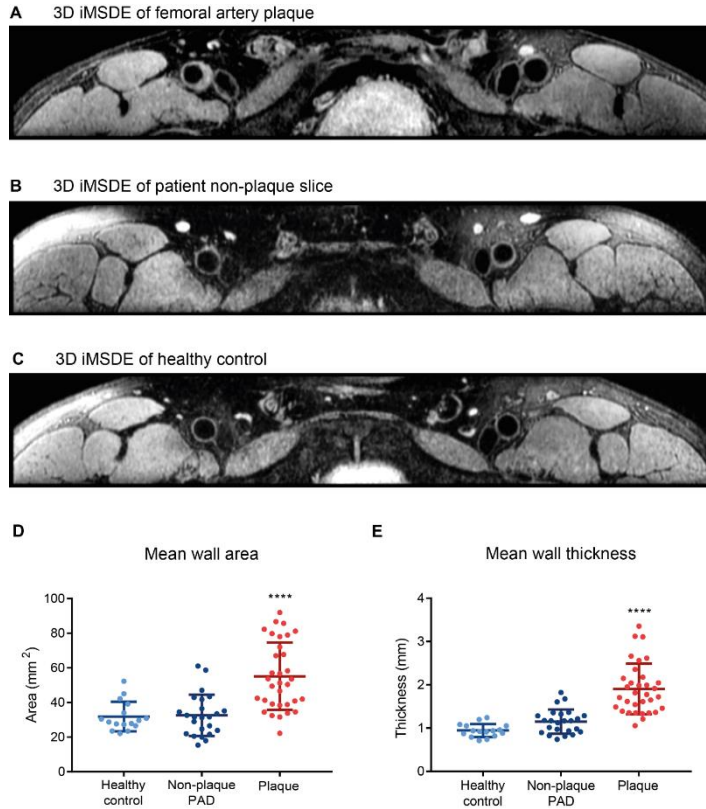 A 3D iMSDE of femoral artery plaque
B 3D iMSDE of patient non-plaque slice
C 3D iMSDE of healthy control
D
Mean wall area
****
Area (mm 2)
100
80
60
40
20
0
Healthy control
Non-plaque PAD
Plaque
E
Mean wall thickness
****
Thickness (mm)
4
3
2
1
0
Healthy control
Non-plaque PAD
Plaque